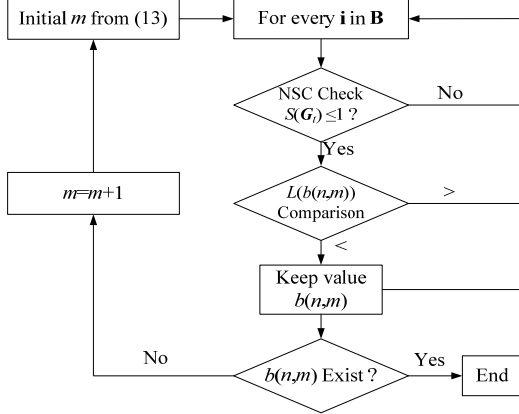 Initial m from (13)
For every i in B
NSC Check
S(Gt) ≤1 ?
No
Yes
m=m+1
L(b(n,m))
Comparison
>
<
Keep value
b(n,m)
No
b(n,m) Exist ?
Yes
End